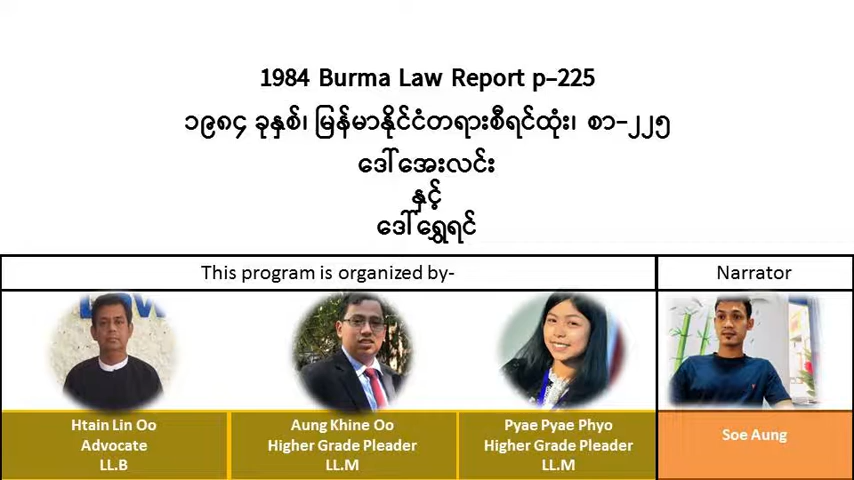 1984 Burma Law Report p-225
၁၉၈၄ ခုနှစ်၊ မြန်မာနိုင်ငံတရားစီရင်ထုံး၊ စာ-၂၂၅
ဒေါ်အေးလင်း
နှင့်
ဒေါ်ရွှေရင်
This program is organized by-
Narrator
Htain Lin Oo
Advocate
LL.B
Aung Khine Oo
Higher Grade Pleader
LL.M
Pyae Pyae Phyo
Higher Grade Pleader
LL.M
Soe Aung